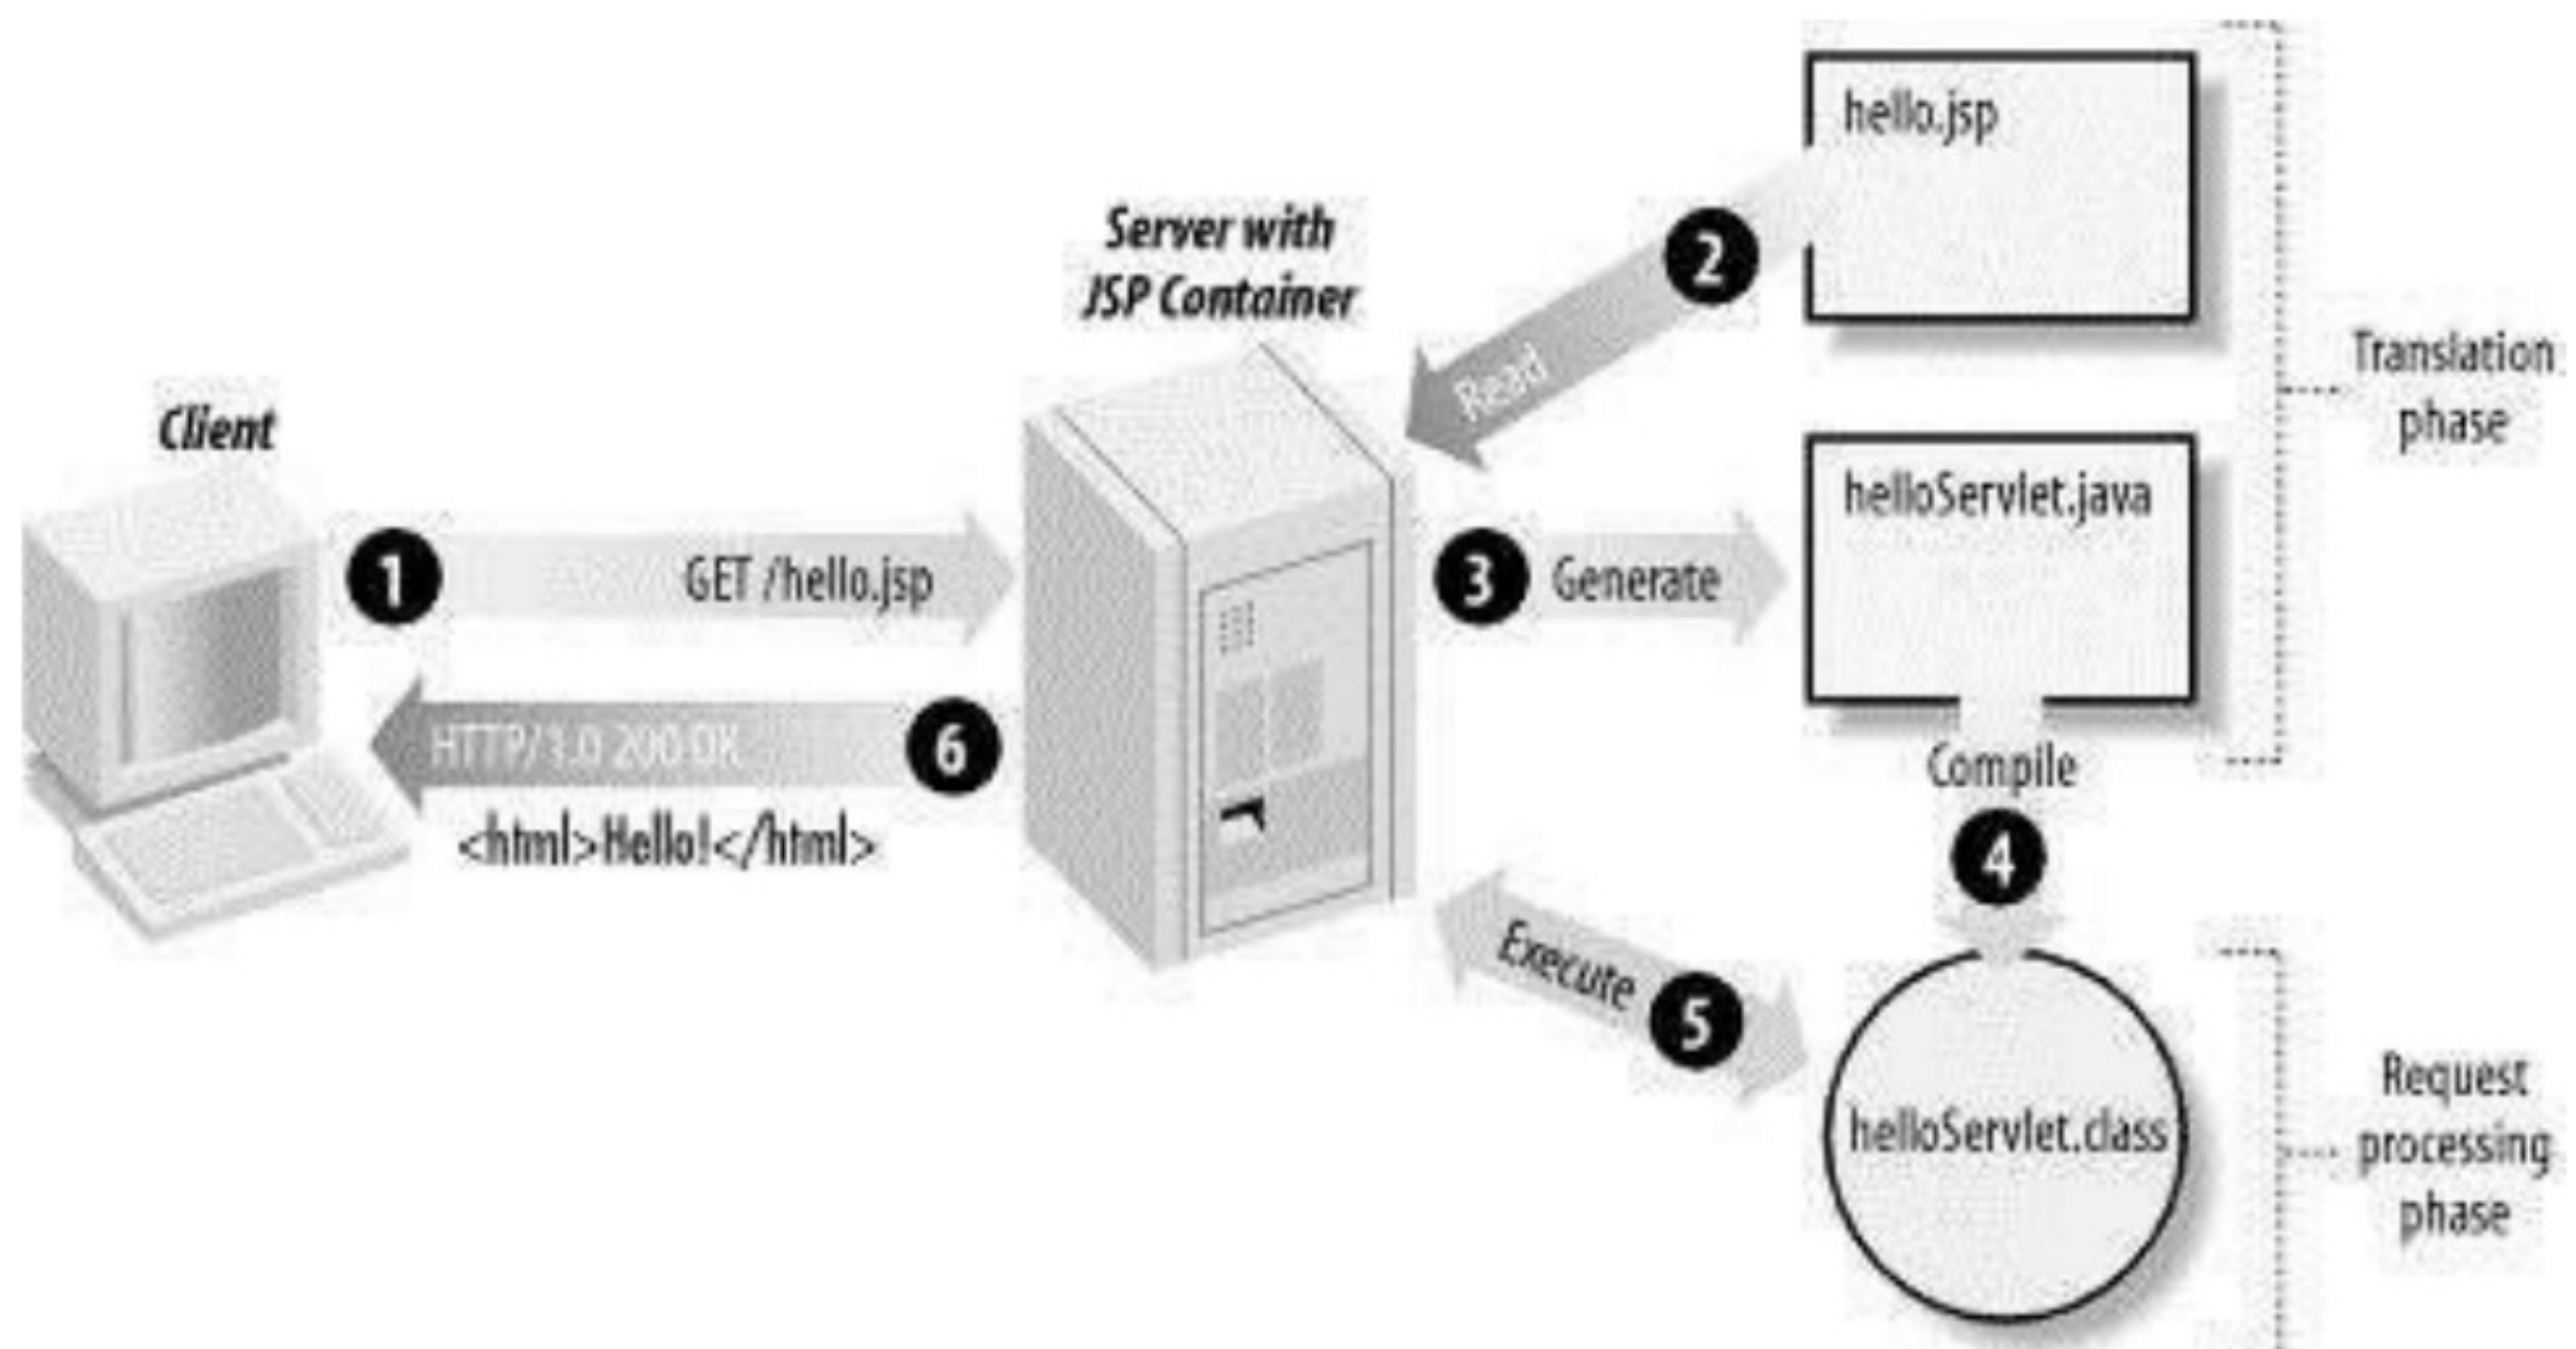 Client
1
GET /hello.jsp
HTTP/1.0 200 OK
6
<html>Hello!</html>
Server with
JSP Container
2
Read
hello.jsp
3
Generate
helloServlet.java
Compile
4
Execute
5
helloServlet.class
Translation
phase
Request
processing
phase